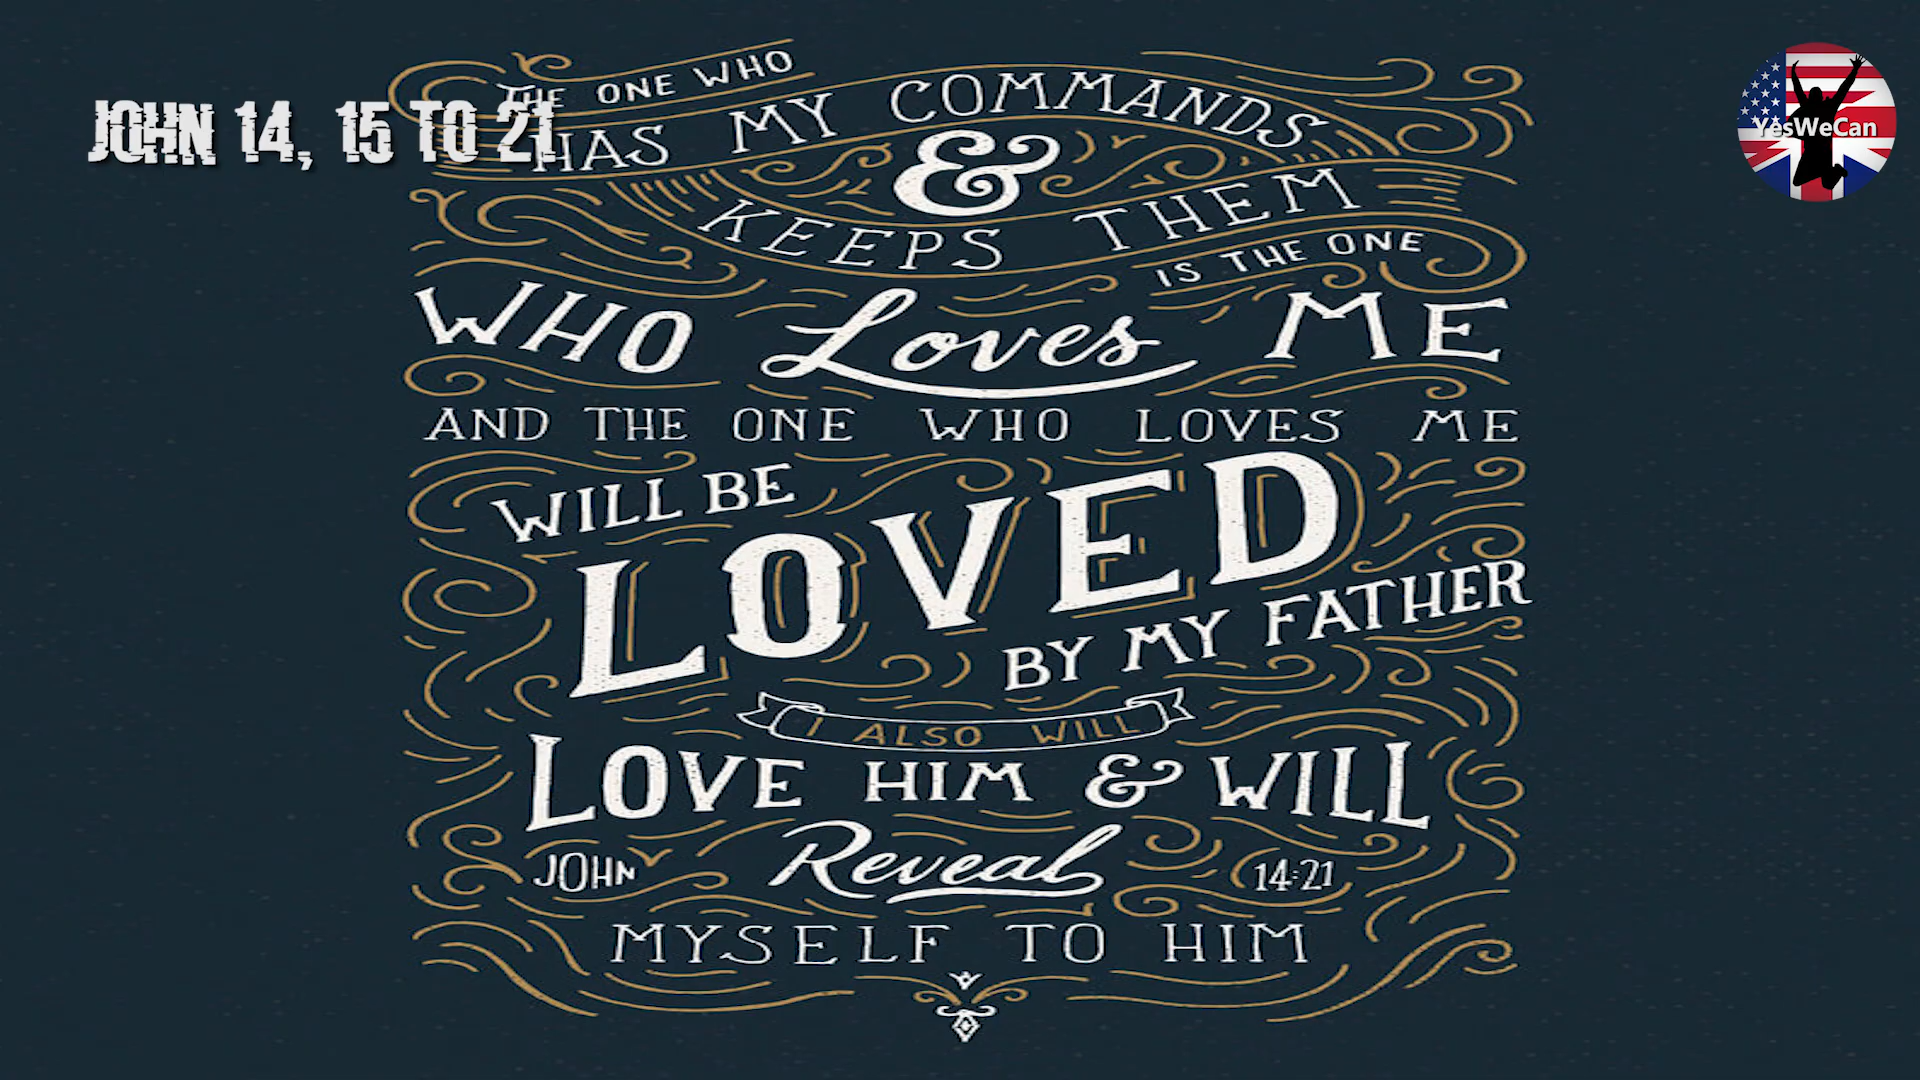 JOHN 14, 15 TO 21
YesWeCan
THE ONE WHO
HAS MY COMMANDS
&
KEEPS THEM
IS THE ONE
WHO Loves ME
AND THE ONE WHO LOVES ME
WILL BE
LOVED
BY MY FATHER
I ALSO WILL
LOVE HIM & WILL
JOHN Reveal 14:21
MYSELF TO HIM